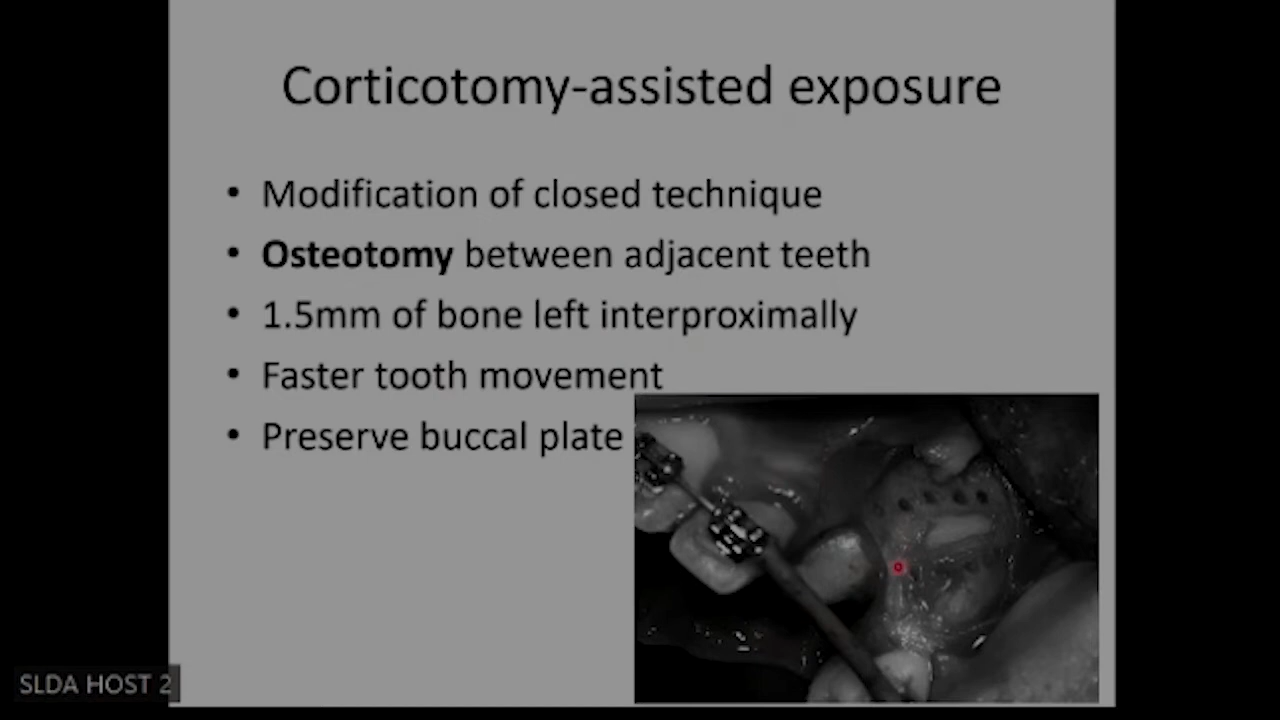 Corticotomy-assisted exposure
• Modification of closed technique
• Osteotomy between adjacent teeth
• 1.5mm of bone left interproximally
• Faster tooth movement
• Preserve buccal plate
SLDA HOST 2